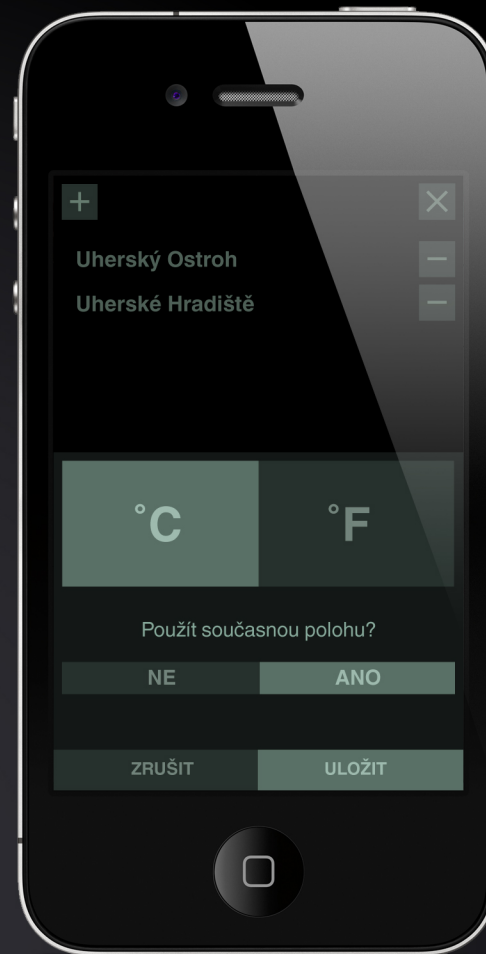 Uherský Ostroh
Uherské Hradiště
°C °F
Použít současnou polohu?
NE ANO
ZRUŠIT ULOŽIT